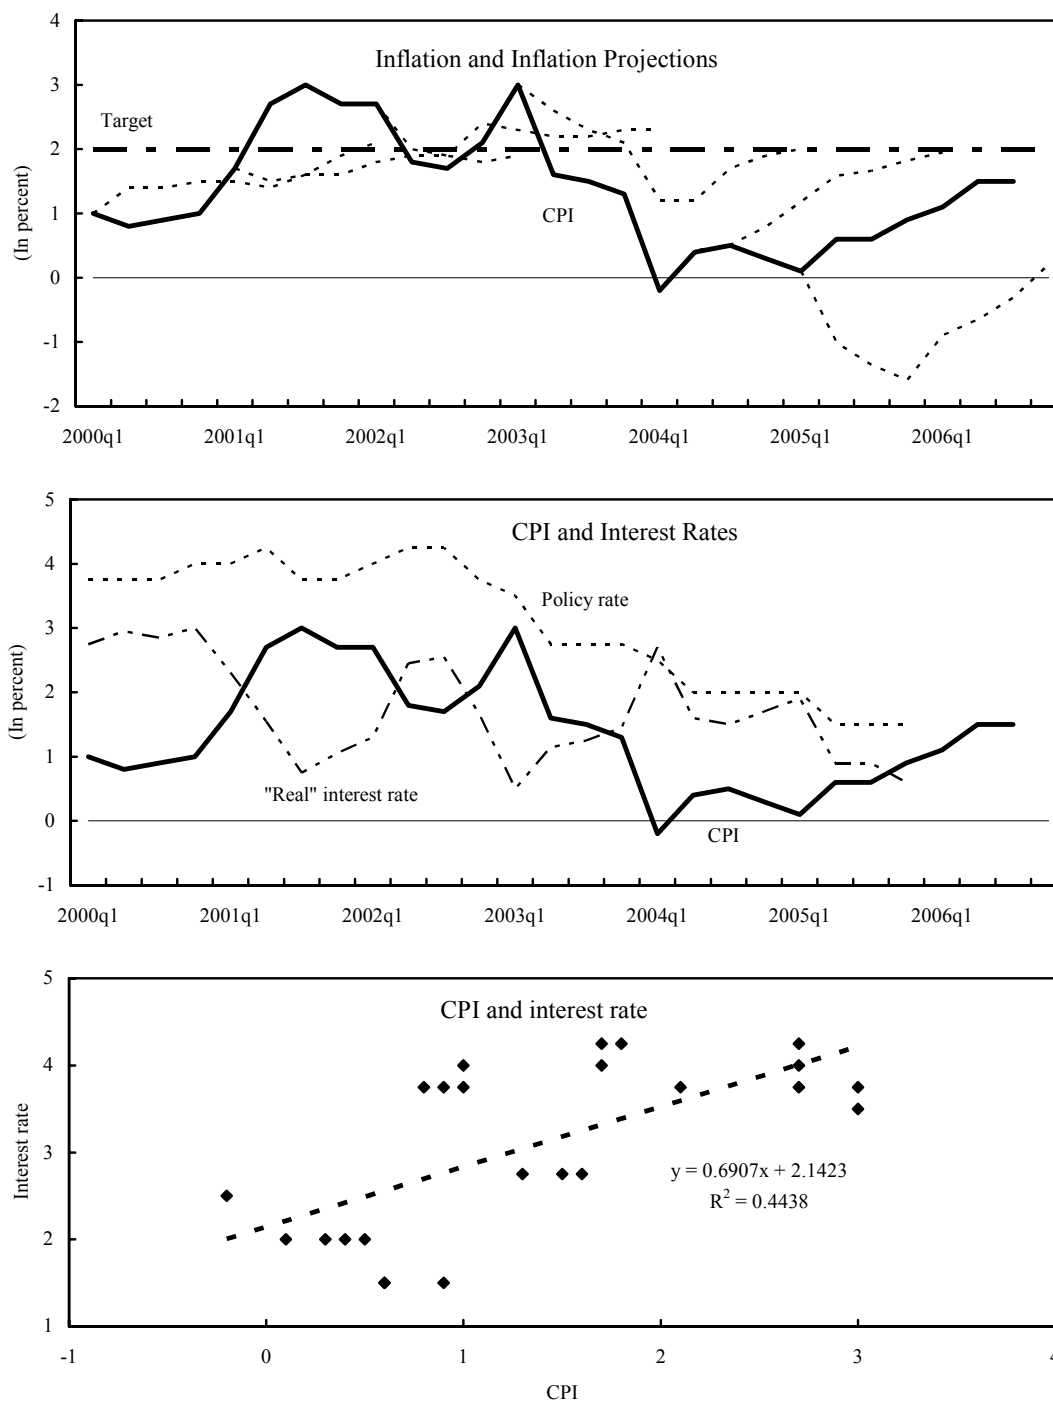 Inflation and Inflation Projections
(In percent)
4
3
2
1
0
-1
-2
Target
CPI
2000q1 2001q1 2002q1 2003q1 2004q1 2005q1 2006q1
CPI and Interest Rates
(In percent)
5
4
3
2
1
0
-1
Policy rate
"Real" interest rate
CPI
2000q1 2001q1 2002q1 2003q1 2004q1 2005q1 2006q1
CPI and interest rate
Interest rate
5
4
3
2
1
y = 0.6907x + 2.1423
R² = 0.4438
-1 0 1 2 3 4
CPI